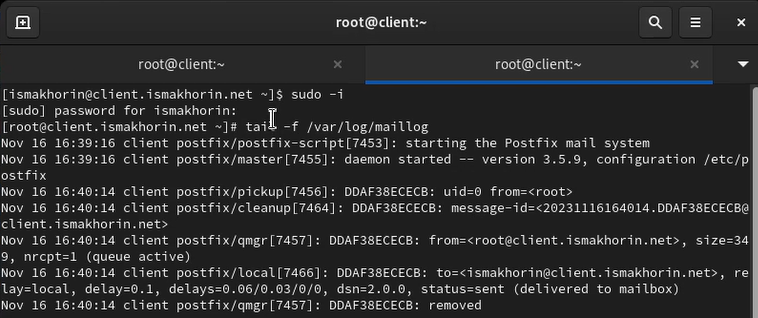 root@client:~
root@client:~
root@client:~
[ismakhorin@client.ismakhorin.net ~]$ sudo -i
[sudo] password for ismakhorin:
[root@client.ismakhorin.net ~]# tail -f /var/log/maillog
Nov 16 16:39:16 client postfix/postfix-script[7453]: starting the Postfix mail system
Nov 16 16:39:16 client postfix/master[7455]: daemon started -- version 3.5.9, configuration /etc/p
ostfix
Nov 16 16:40:14 client postfix/pickup[7456]: DDAF38ECECB: uid=0 from=<root>
Nov 16 16:40:14 client postfix/cleanup[7464]: DDAF38ECECB: message-id=<20231116164014.DDAF38ECECB@
client.ismakhorin.net>
Nov 16 16:40:14 client postfix/qmgr[7457]: DDAF38ECECB: from=<root@client.ismakhorin.net>, size=34
9, nrcpt=1 (queue active)
Nov 16 16:40:14 client postfix/local[7466]: DDAF38ECECB: to=<ismakhorin@client.ismakhorin.net>, re
lay=local, delay=0.1, delays=0.06/0.03/0/0, dsn=2.0.0, status=sent (delivered to mailbox)
Nov 16 16:40:14 client postfix/qmgr[7457]: DDAF38ECECB: removed